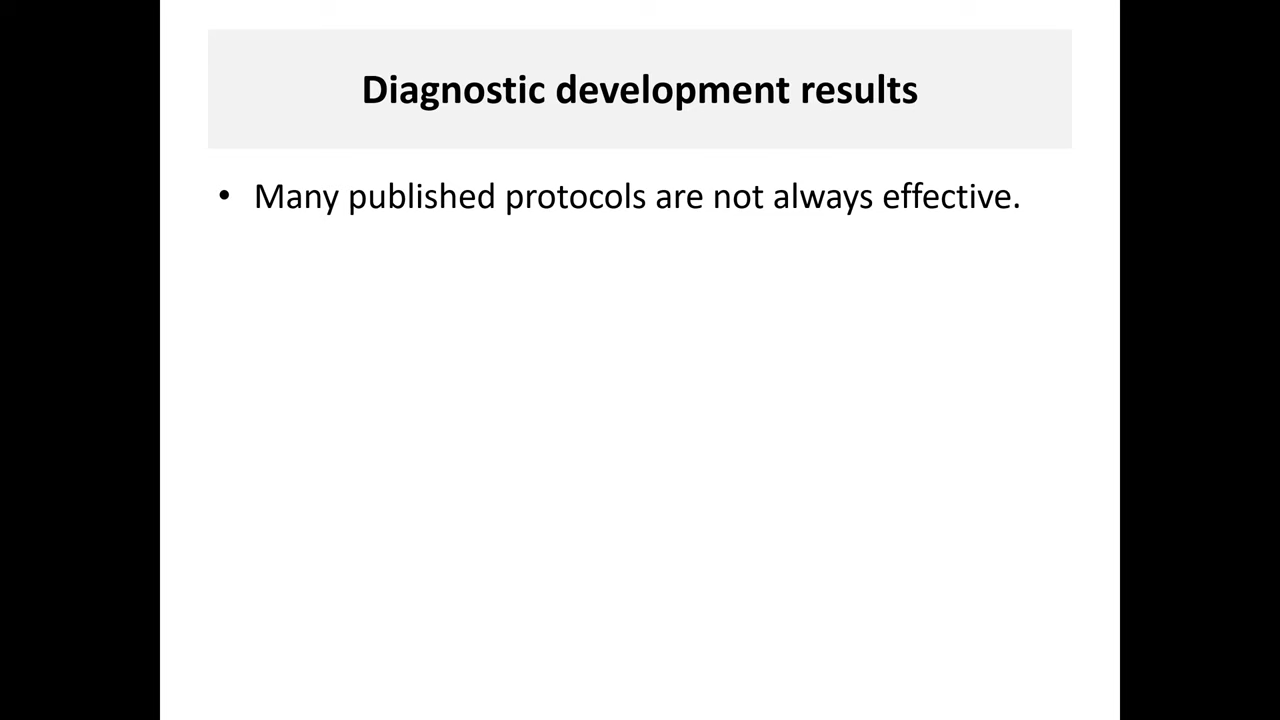 Diagnostic development results
• Many published protocols are not always effective.